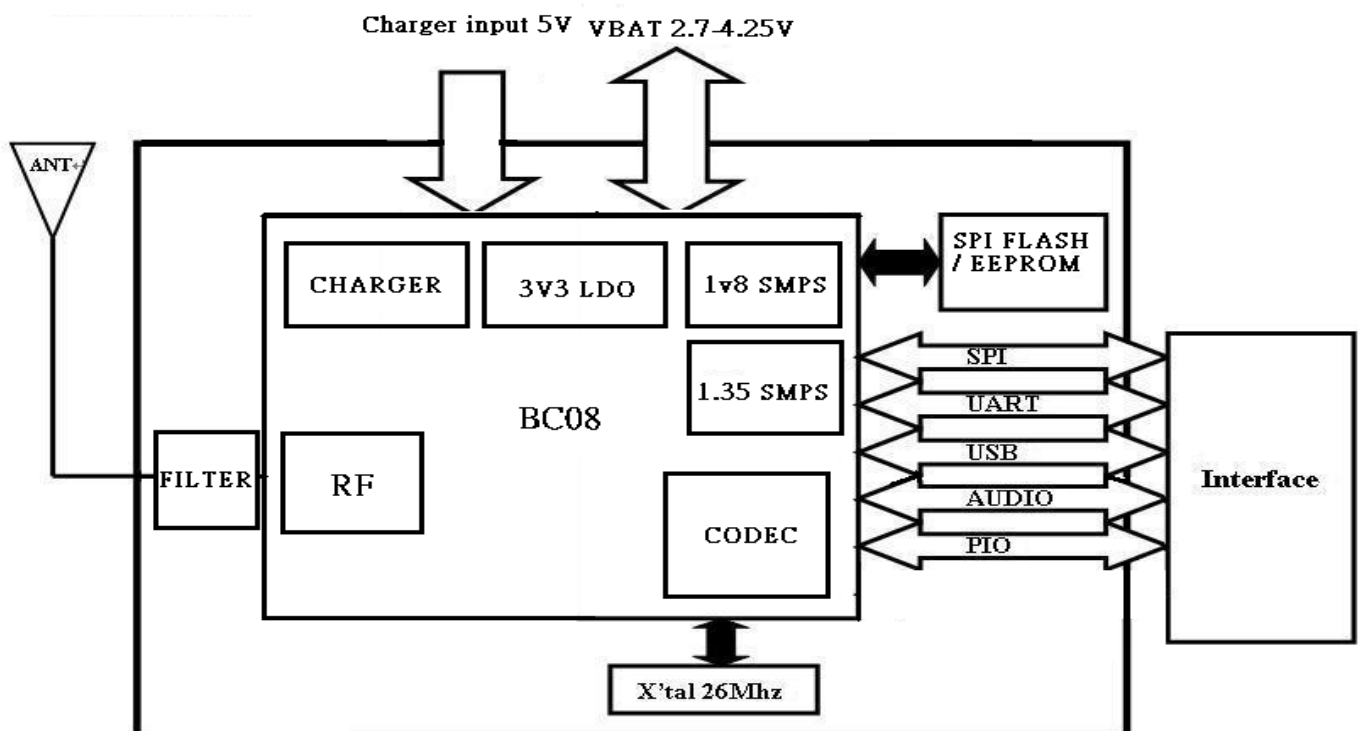 Charger input 5V VBAT 2.7-4.25V
ANT
CHARGER
3V3 LDO
1v8 SMPS
SPI FLASH
/ EEPROM
1.35 SMPS
BC08
SPI
UART
USB
AUDIO
PIO
Interface
FILTER
RF
CODEC
X'tal 26Mhz